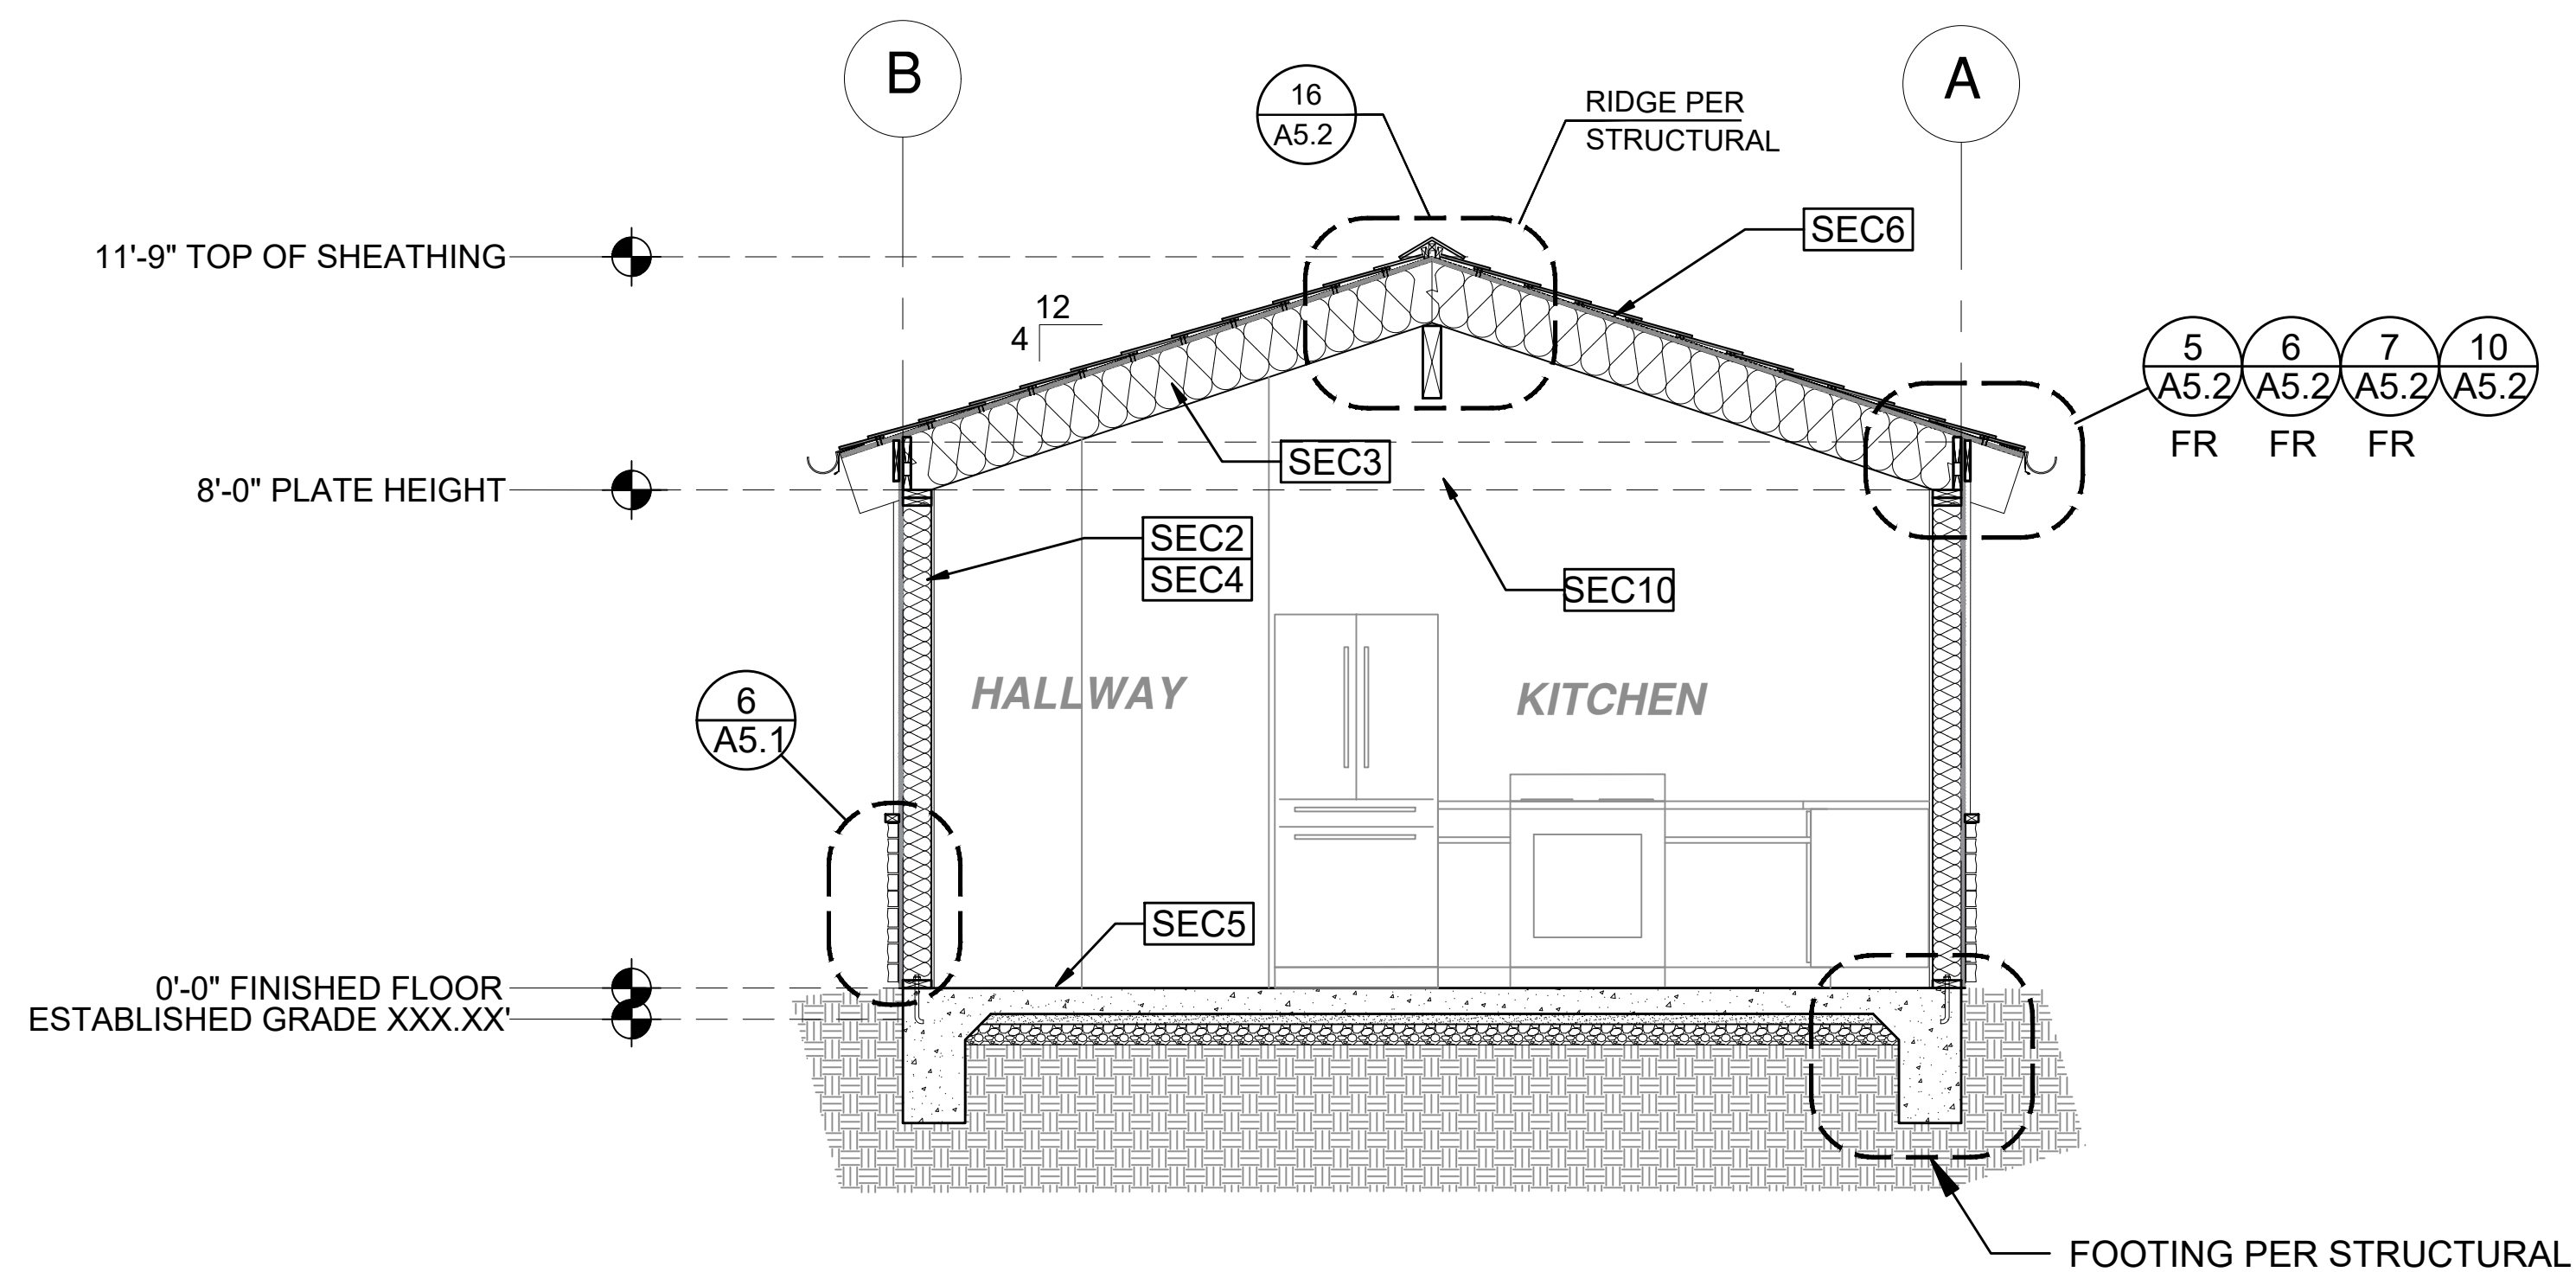 B
A
16
A5.2
RIDGE PER
STRUCTURAL
SEC6
11'-9" TOP OF SHEATHING
12
4
5
A5.2
FR
6
A5.2
FR
7
A5.2
FR
10
A5.2
SEC3
8'-0" PLATE HEIGHT
SEC2
SEC4
SEC10
HALLWAY
KITCHEN
6
A5.1
SEC5
0'-0" FINISHED FLOOR
ESTABLISHED GRADE XXX.XX'
FOOTING PER STRUCTURAL